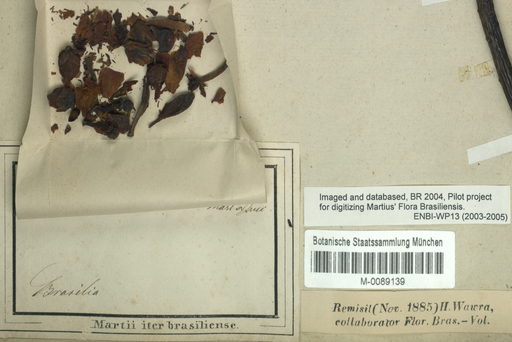 Imaged and databased, BR 2004, Pilot project
for digitizing Martius' Flora Brasiliensis.
ENBI-WP13 (2003-2005)
Botanische Staatssammlung München
M-0089139
Brasilia
Martii iter brasiliense.
Remisit (Nov. 1885) H. Wawra,
collaborator Flor. Bras.-Vol.